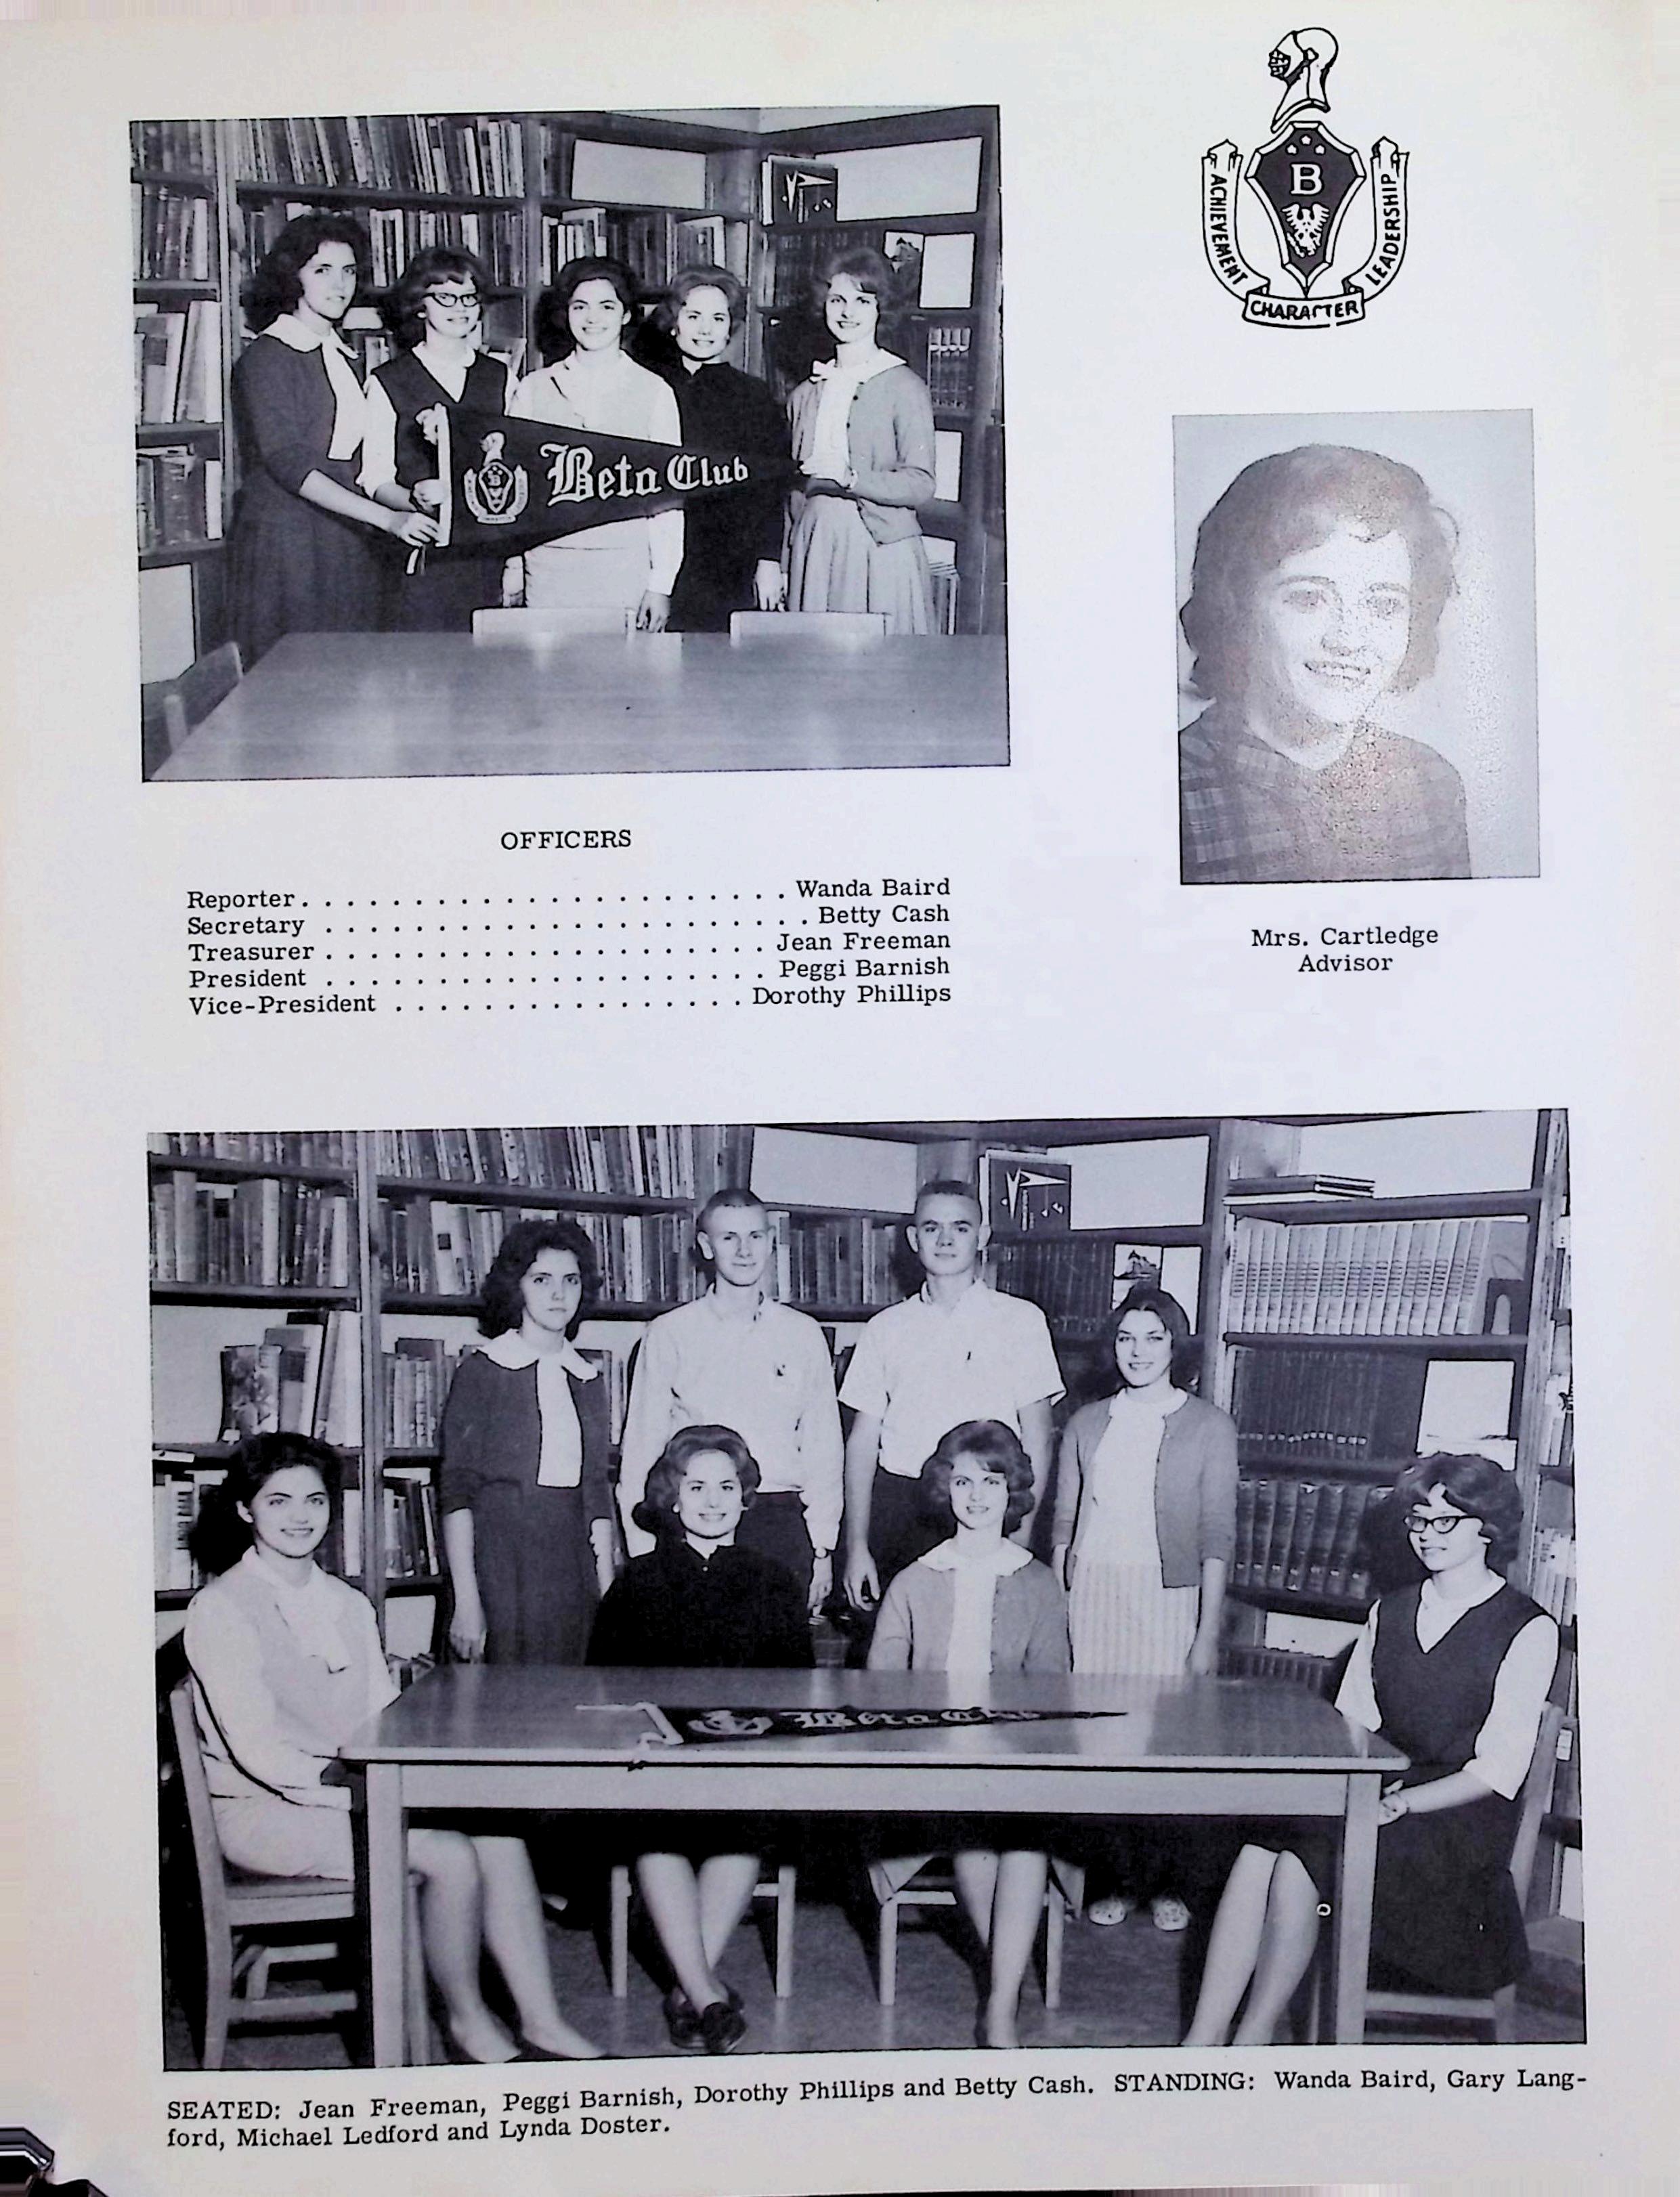 B
ACHIEVEMENT
LEADERSHIP
CHARACTER
Beta Club
OFFICERS
Reporter. . . . . . . . . . . . . . . . . . . . . . Wanda Baird
Secretary . . . . . . . . . . . . . . . . . . . . . . Betty Cash
Treasurer . . . . . . . . . . . . . . . . . . . . Jean Freeman
President . . . . . . . . . . . . . . . . . . . . Peggi Barnish
Vice-President . . . . . . . . . . . . . . . . Dorothy Phillips
Mrs. Cartledge
Advisor
Beta Club
SEATED: Jean Freeman, Peggi Barnish, Dorothy Phillips and Betty Cash. STANDING: Wanda Baird, Gary Lang-
ford, Michael Ledford and Lynda Doster.